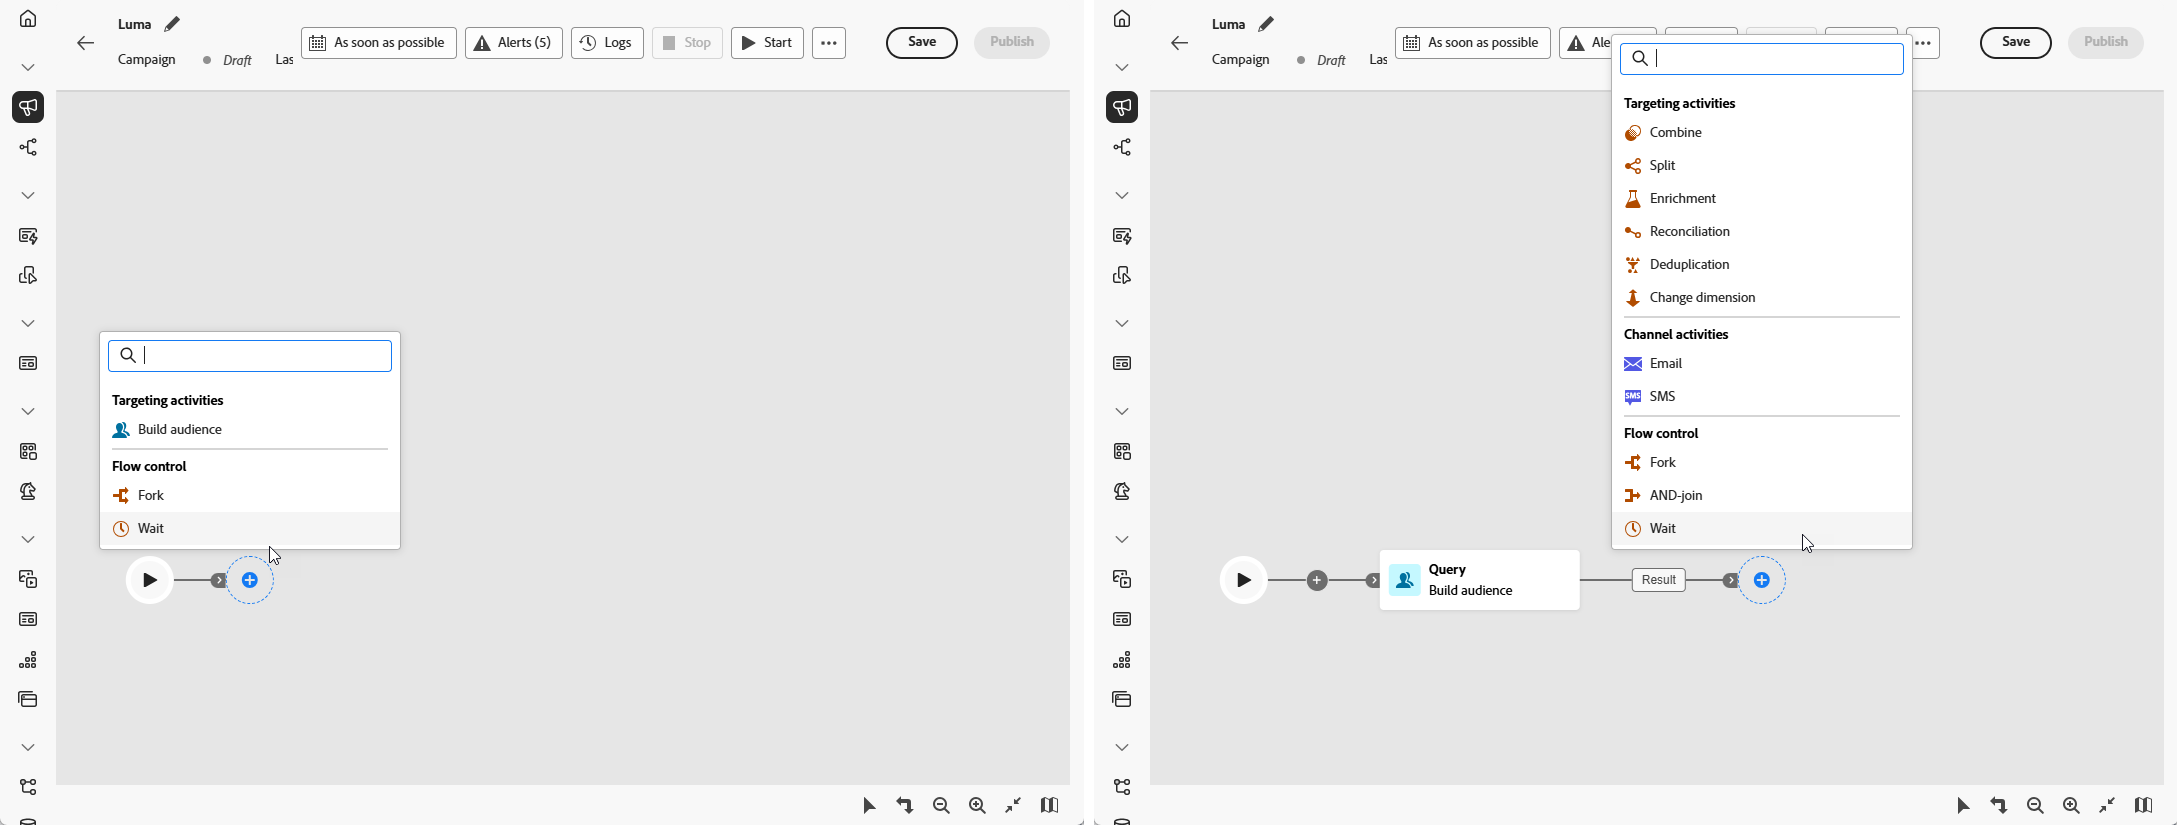 Luma
Campaign
Draft
Las
As soon as possible
Alerts (5)
Logs
Stop
Start
Save
Publish
Targeting activities
Build audience
Flow control
Fork
Wait
Luma
Campaign
Draft
Las
As soon as possible
Ale
Save
Publish
Targeting activities
Combine
Split
Enrichment
Reconciliation
Deduplication
Change dimension
Channel activities
Email
SMS
SMS
Flow control
Fork
AND-join
Wait
Query
Build audience
Result